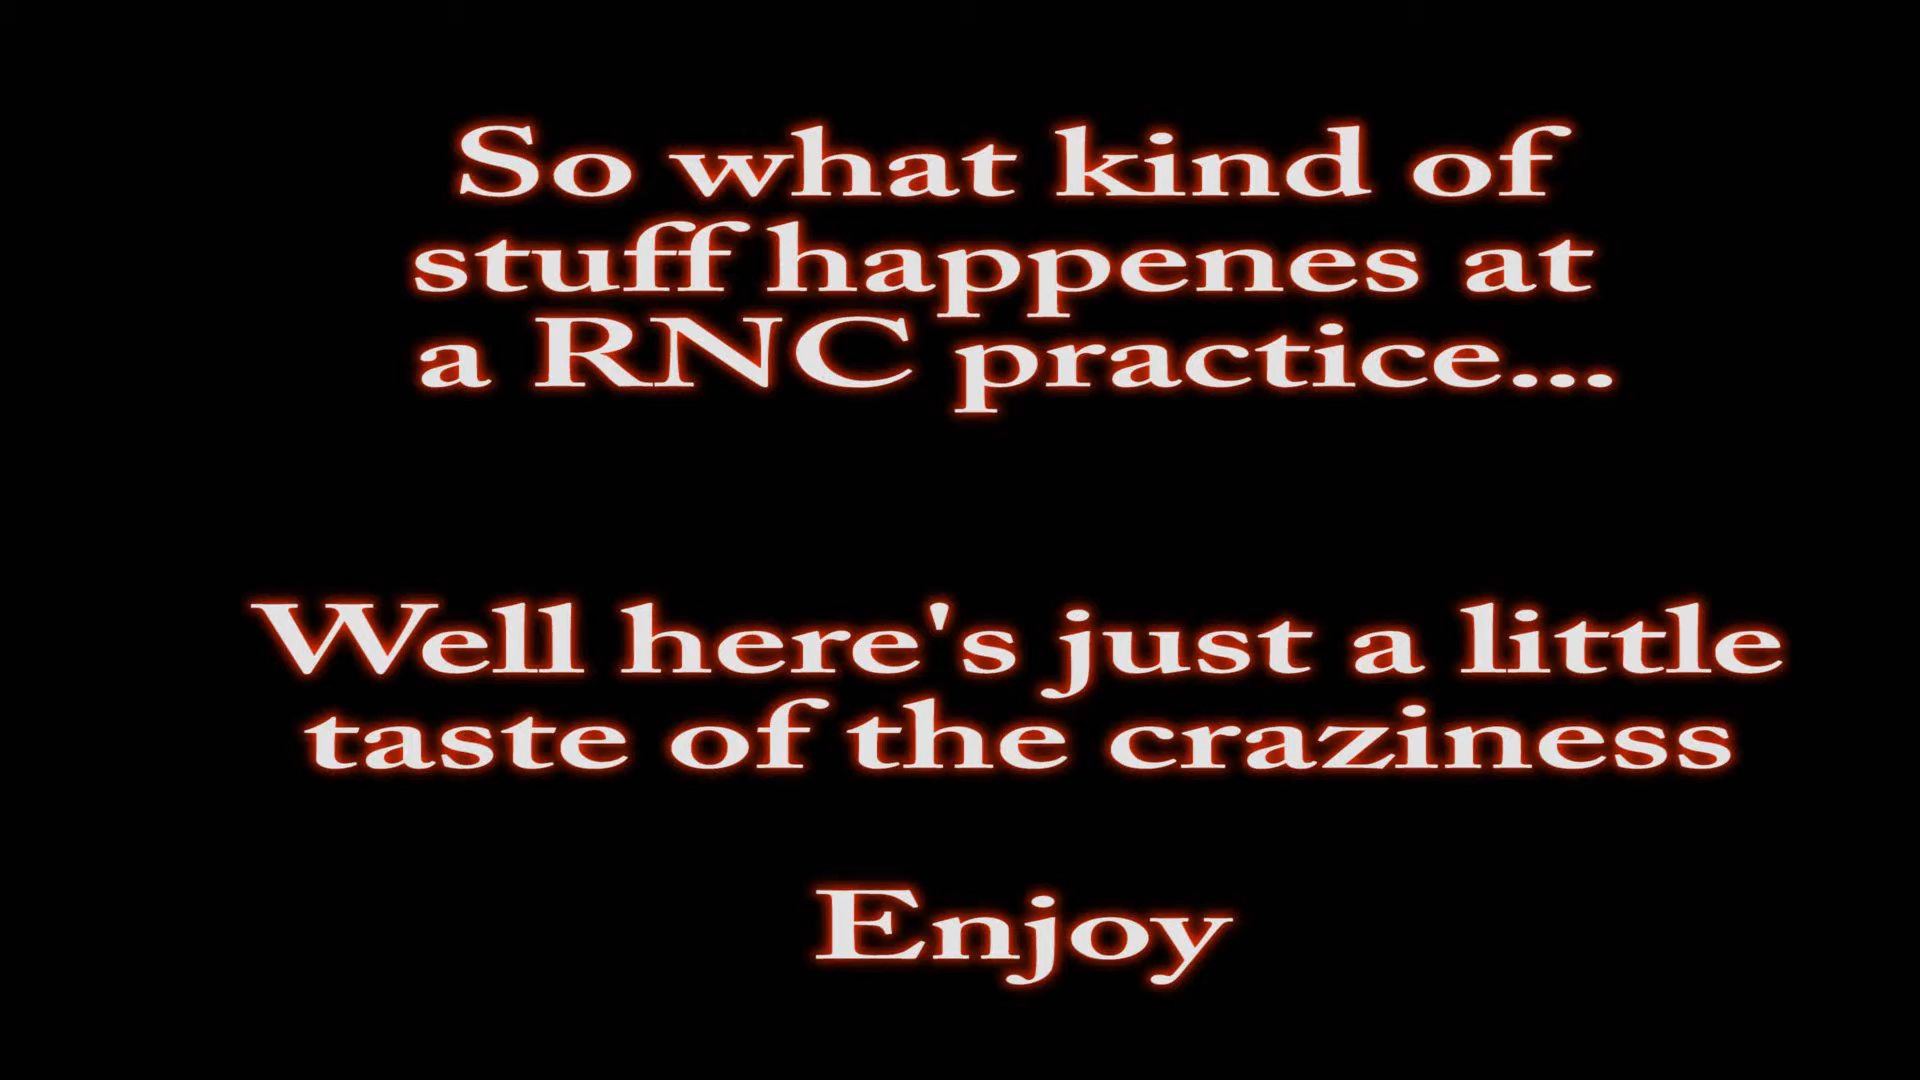 So what kind of
stuff happenes at
a RNC practice...
Well here's just a little
taste of the craziness
Enjoy